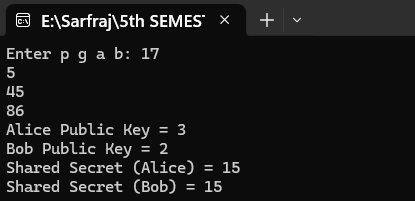 E:\Sarfraj\5th SEMEST
Enter p g a b: 17
5
45
86
Alice Public Key = 3
Bob Public Key = 2
Shared Secret (Alice) = 15
Shared Secret (Bob) = 15